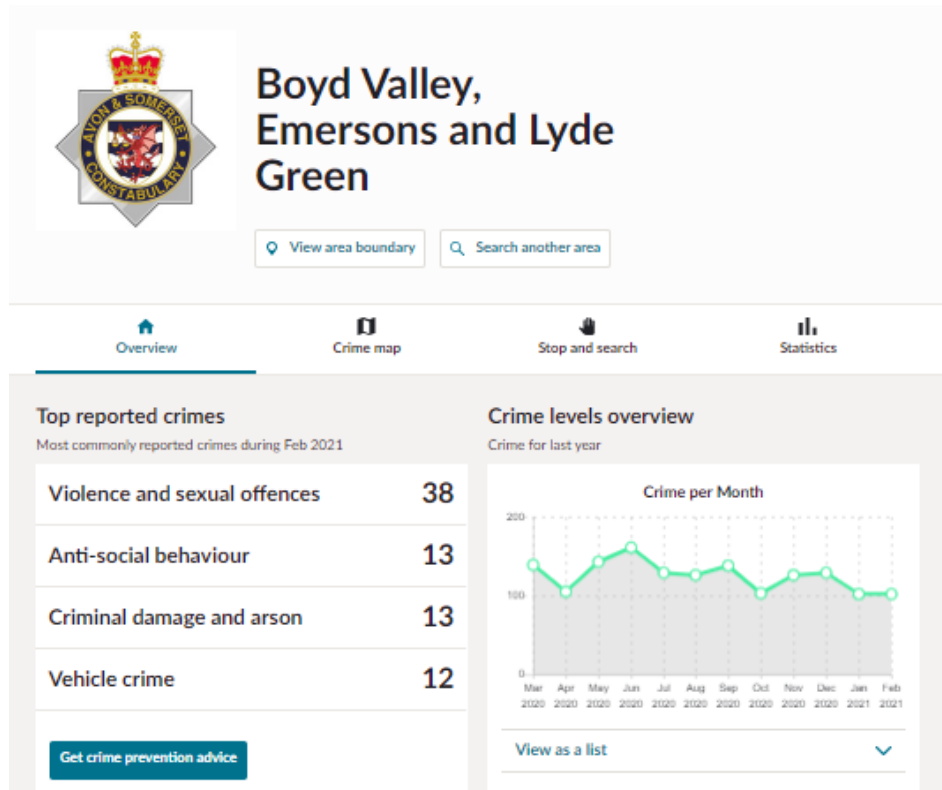 AVON & SOMERSET
CONSTABULARY
Boyd Valley,
Emersons and Lyde
Green
View area boundary
Search another area
Overview
Crime map
Stop and search
Statistics
Top reported crimes
Most commonly reported crimes during Feb 2021
Violence and sexual offences 38
Anti-social behaviour 13
Criminal damage and arson 13
Vehicle crime 12
Get crime prevention advice
Crime levels overview
Crime for last year
Crime per Month
200
100
0
Mar Apr May Jun Jul Aug Sep Oct Nov Dec Jan Feb
2020 2020 2020 2020 2020 2020 2020 2020 2020 2020 2021 2021
View as a list